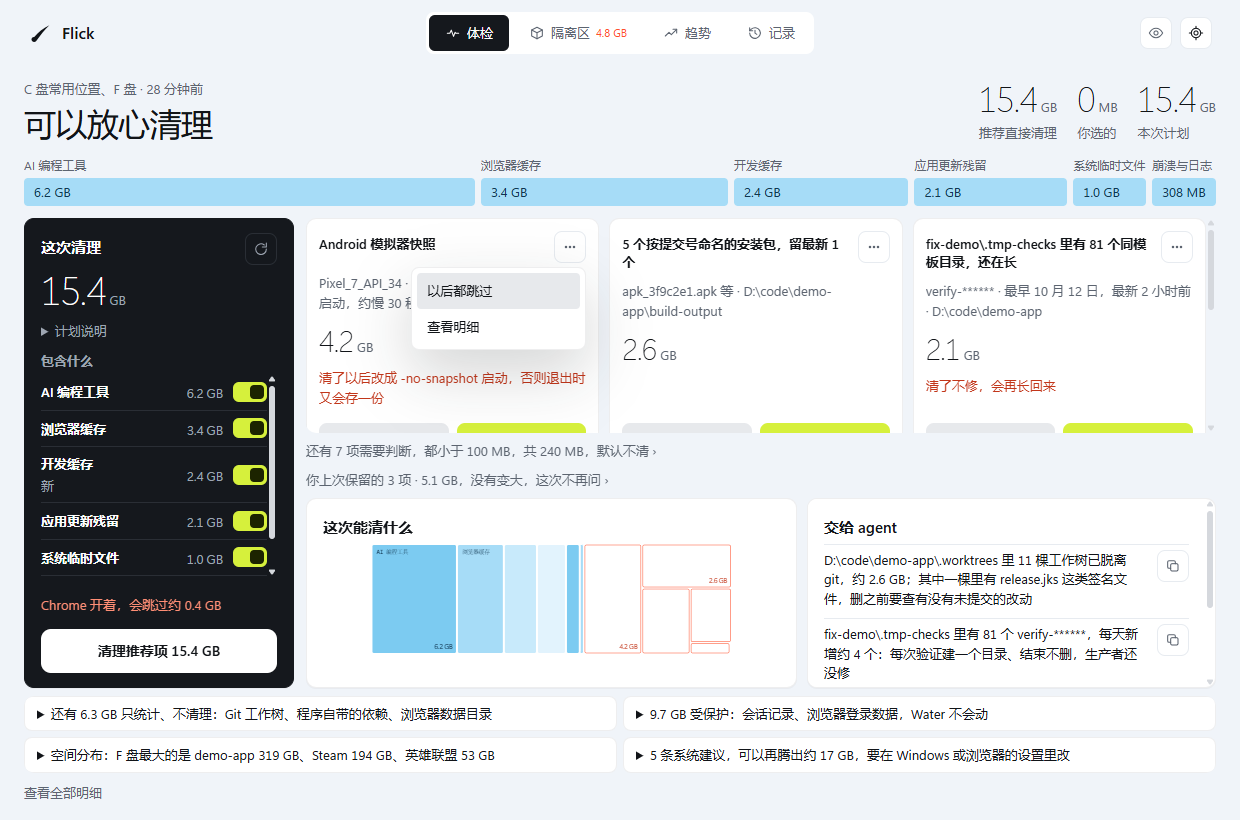 Flick
体检
隔离区 4.8 GB
趋势
记录
C 盘常用位置、F 盘 · 28 分钟前
可以放心清理
15.4 GB
推荐直接清理
0 MB
你选的
15.4 GB
本次计划
AI 编程工具
6.2 GB
浏览器缓存
3.4 GB
开发缓存
2.4 GB
应用更新残留
2.1 GB
系统临时文件
1.0 GB
崩溃与日志
308 MB
这次清理
15.4 GB
▶ 计划说明
包含什么
AI 编程工具 6.2 GB
浏览器缓存 3.4 GB
开发缓存
新
2.4 GB
应用更新残留 2.1 GB
系统临时文件 1.0 GB
Chrome 开着，会跳过约 0.4 GB
清理推荐项 15.4 GB
Android 模拟器快照
Pixel_7_API_34 ·
启动，约慢 30
以后都跳过
查看明细
4.2 GB
清了以后改成 -no-snapshot 启动，否则退出时
又会存一份
5 个按提交号命名的安装包，留最新 1
个
apk_3f9c2e1.apk 等 · D:\code\demo-
app\build-output
2.6 GB
fix-demo\.tmp-checks 里有 81 个同模
板目录，还在长
verify-****** · 最早 10 月 12 日，最新 2 小时前
· D:\code\demo-app
2.1 GB
清了不修，会再长回来
还有 7 项需要判断，都小于 100 MB，共 240 MB，默认不清 ›
你上次保留的 3 项 · 5.1 GB，没有变大，这次不再问 ›
这次能清什么
AI 编程工具
浏览器缓存
6.2 GB
4.2 GB
2.6 GB
交给 agent
D:\code\demo-app\.worktrees 里 11 棵工作树已脱离
git，约 2.6 GB；其中一棵里有 release.jks 这类签名文
件，删之前要查有没有未提交的改动
fix-demo\.tmp-checks 里有 81 个 verify-******，每天新
增约 4 个：每次验证建一个目录、结束不删，生产者还
没修
▶ 还有 6.3 GB 只统计、不清理：Git 工作树、程序自带的依赖、浏览器数据目录
▶ 9.7 GB 受保护：会话记录、浏览器登录数据，Water 不会动
▶ 空间分布：F 盘最大的是 demo-app 319 GB、Steam 194 GB、英雄联盟 53 GB
▶ 5 条系统建议，可以再腾出约 17 GB，要在 Windows 或浏览器的设置里改
查看全部明细